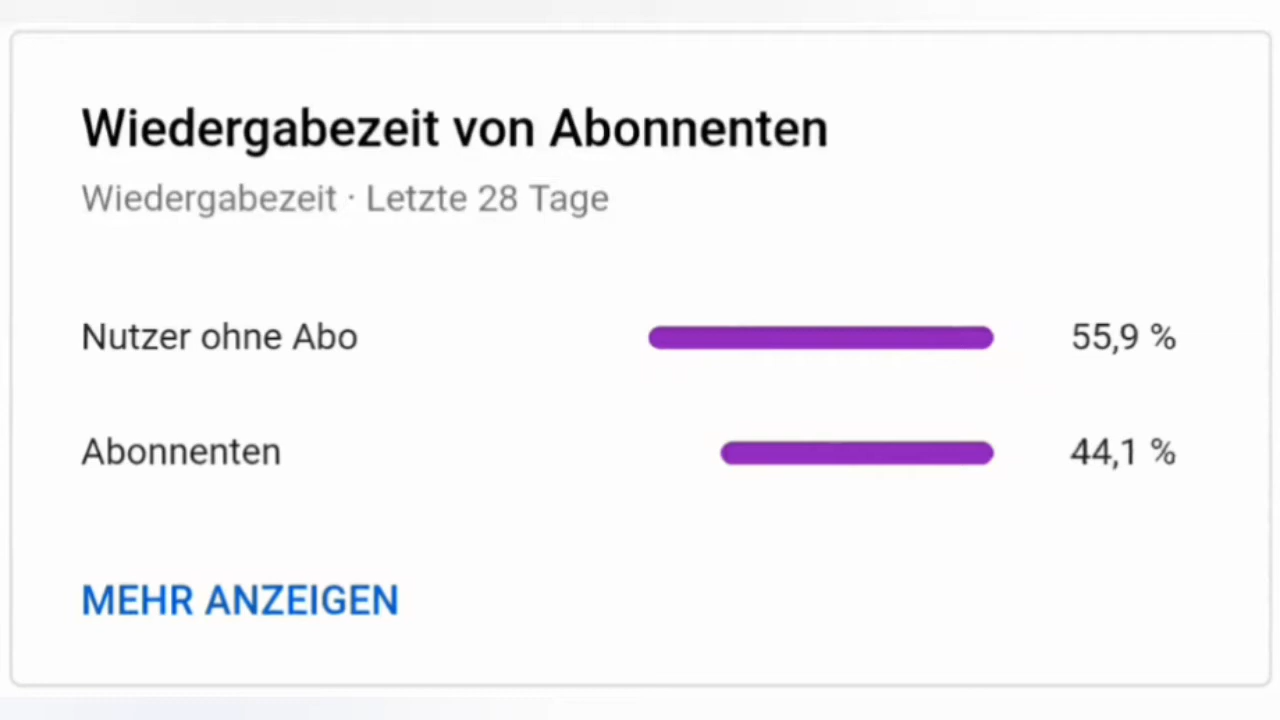 Wiedergabezeit von Abonnenten
Wiedergabezeit · Letzte 28 Tage
Nutzer ohne Abo 55,9 %
Abonnenten 44,1 %
MEHR ANZEIGEN